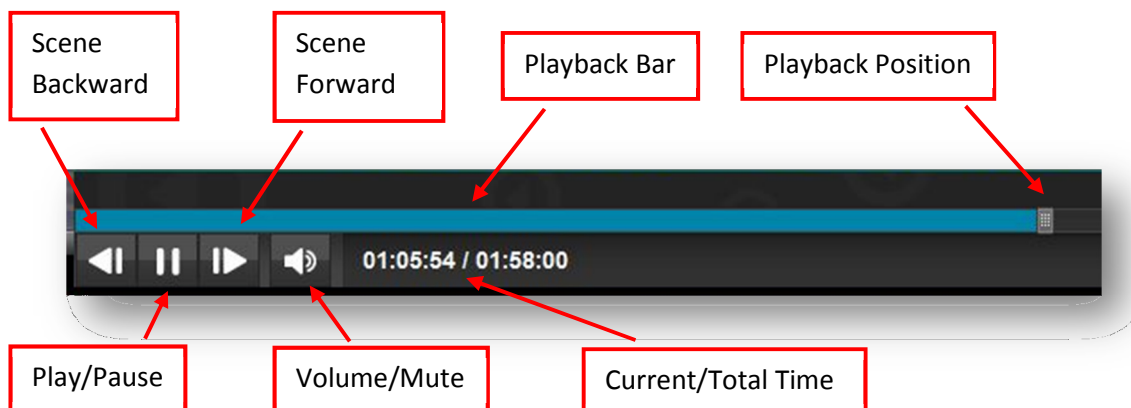 Scene
Backward
Scene
Forward
Playback Bar
Playback Position
01:05:54 / 01:58:00
Play/Pause
Volume/Mute
Current/Total Time